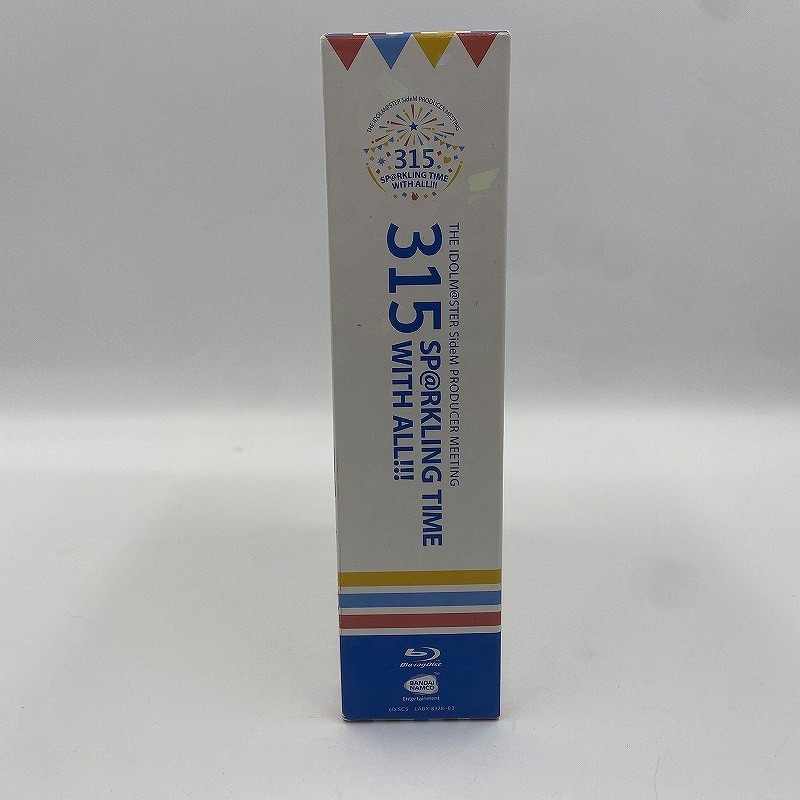 THE IDOLM@STER SideM PRODUCER MEETING
315
SP@RKLING TIME
WITH ALL!!!
THE IDOLM@STER SideM PRODUCER MEETING
315 SP@RKLING TIME
WITH ALL!!!
Blu-ray Disc
BANDAI
NAMCO
Entertainment
6DISCS